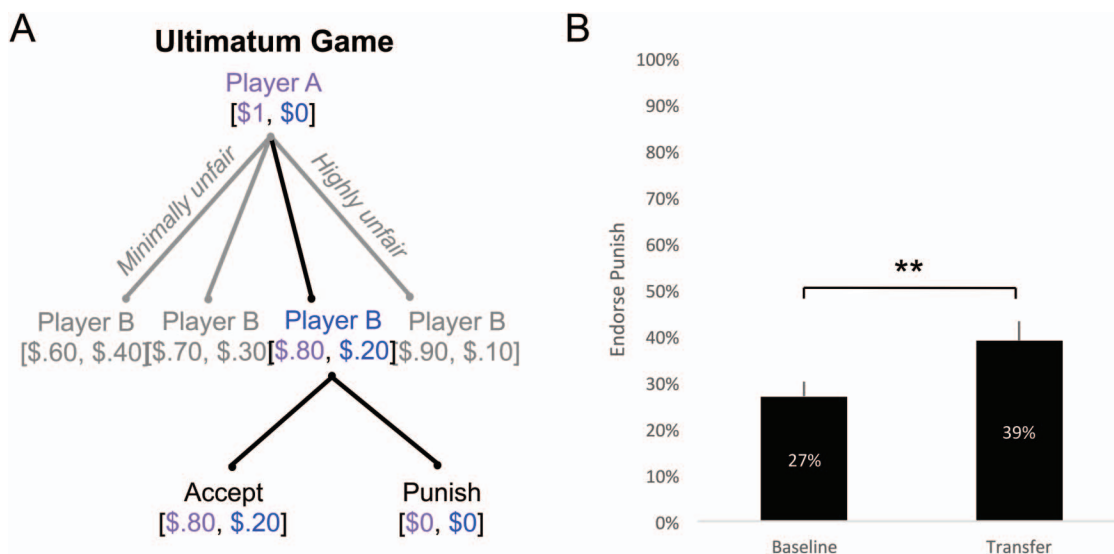 A
Ultimatum Game
Player A
[$1, $0]
Minimally unfair
Highly unfair
Player B Player B Player B Player B
[$.60, $.40] [$.70, $.30] [$.80, $.20] [$.90, $.10]
Accept Punish
[$.80, $.20] [$0, $0]
B
Endorse Punish
100%
90%
80%
70%
60%
50%
40%
30%
20%
10%
0%
**
27%
39%
Baseline Transfer